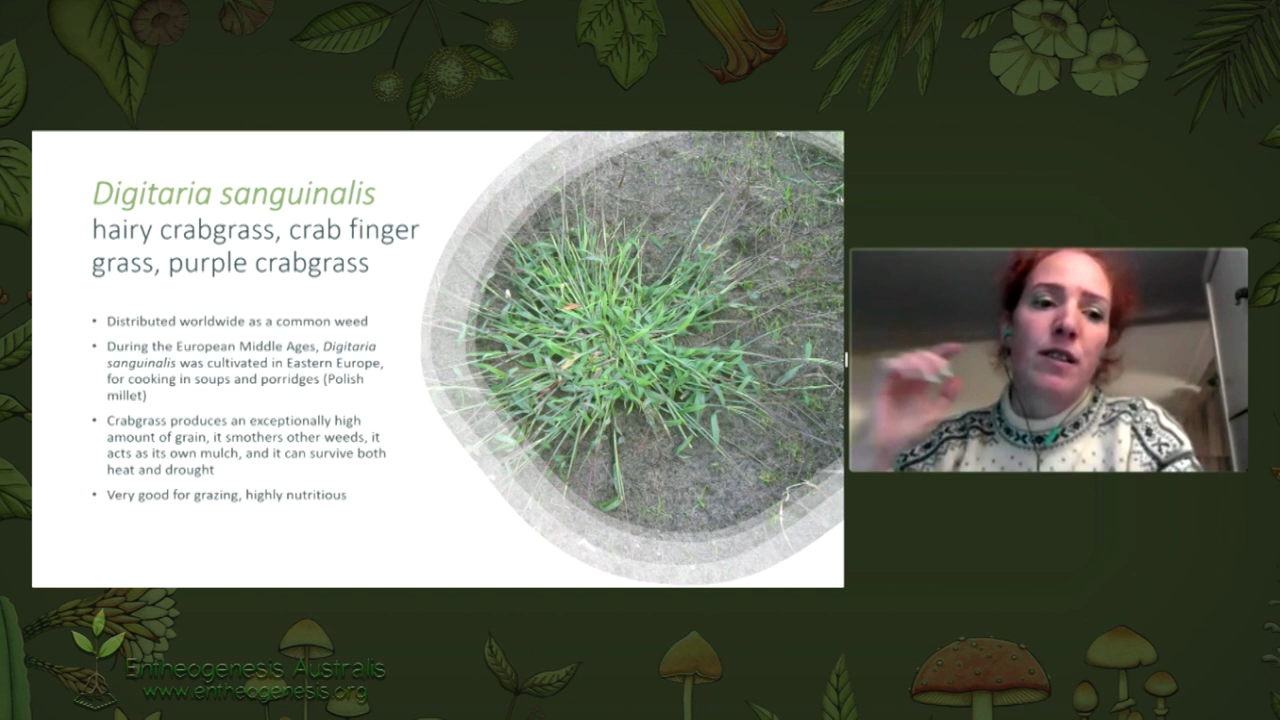 Digitaria sanguinalis
hairy crabgrass, crab finger
grass, purple crabgrass
• Distributed worldwide as a common weed
• During the European Middle Ages, Digitaria
sanguinalis was cultivated in Eastern Europe,
for cooking in soups and porridges (Polish
millet)
• Crabgrass produces an exceptionally high
amount of grain, it smothers other weeds, it
acts as its own mulch, and it can survive both
heat and drought
• Very good for grazing, highly nutritious
Entheogenesis Australis
www.entheogenesis.org